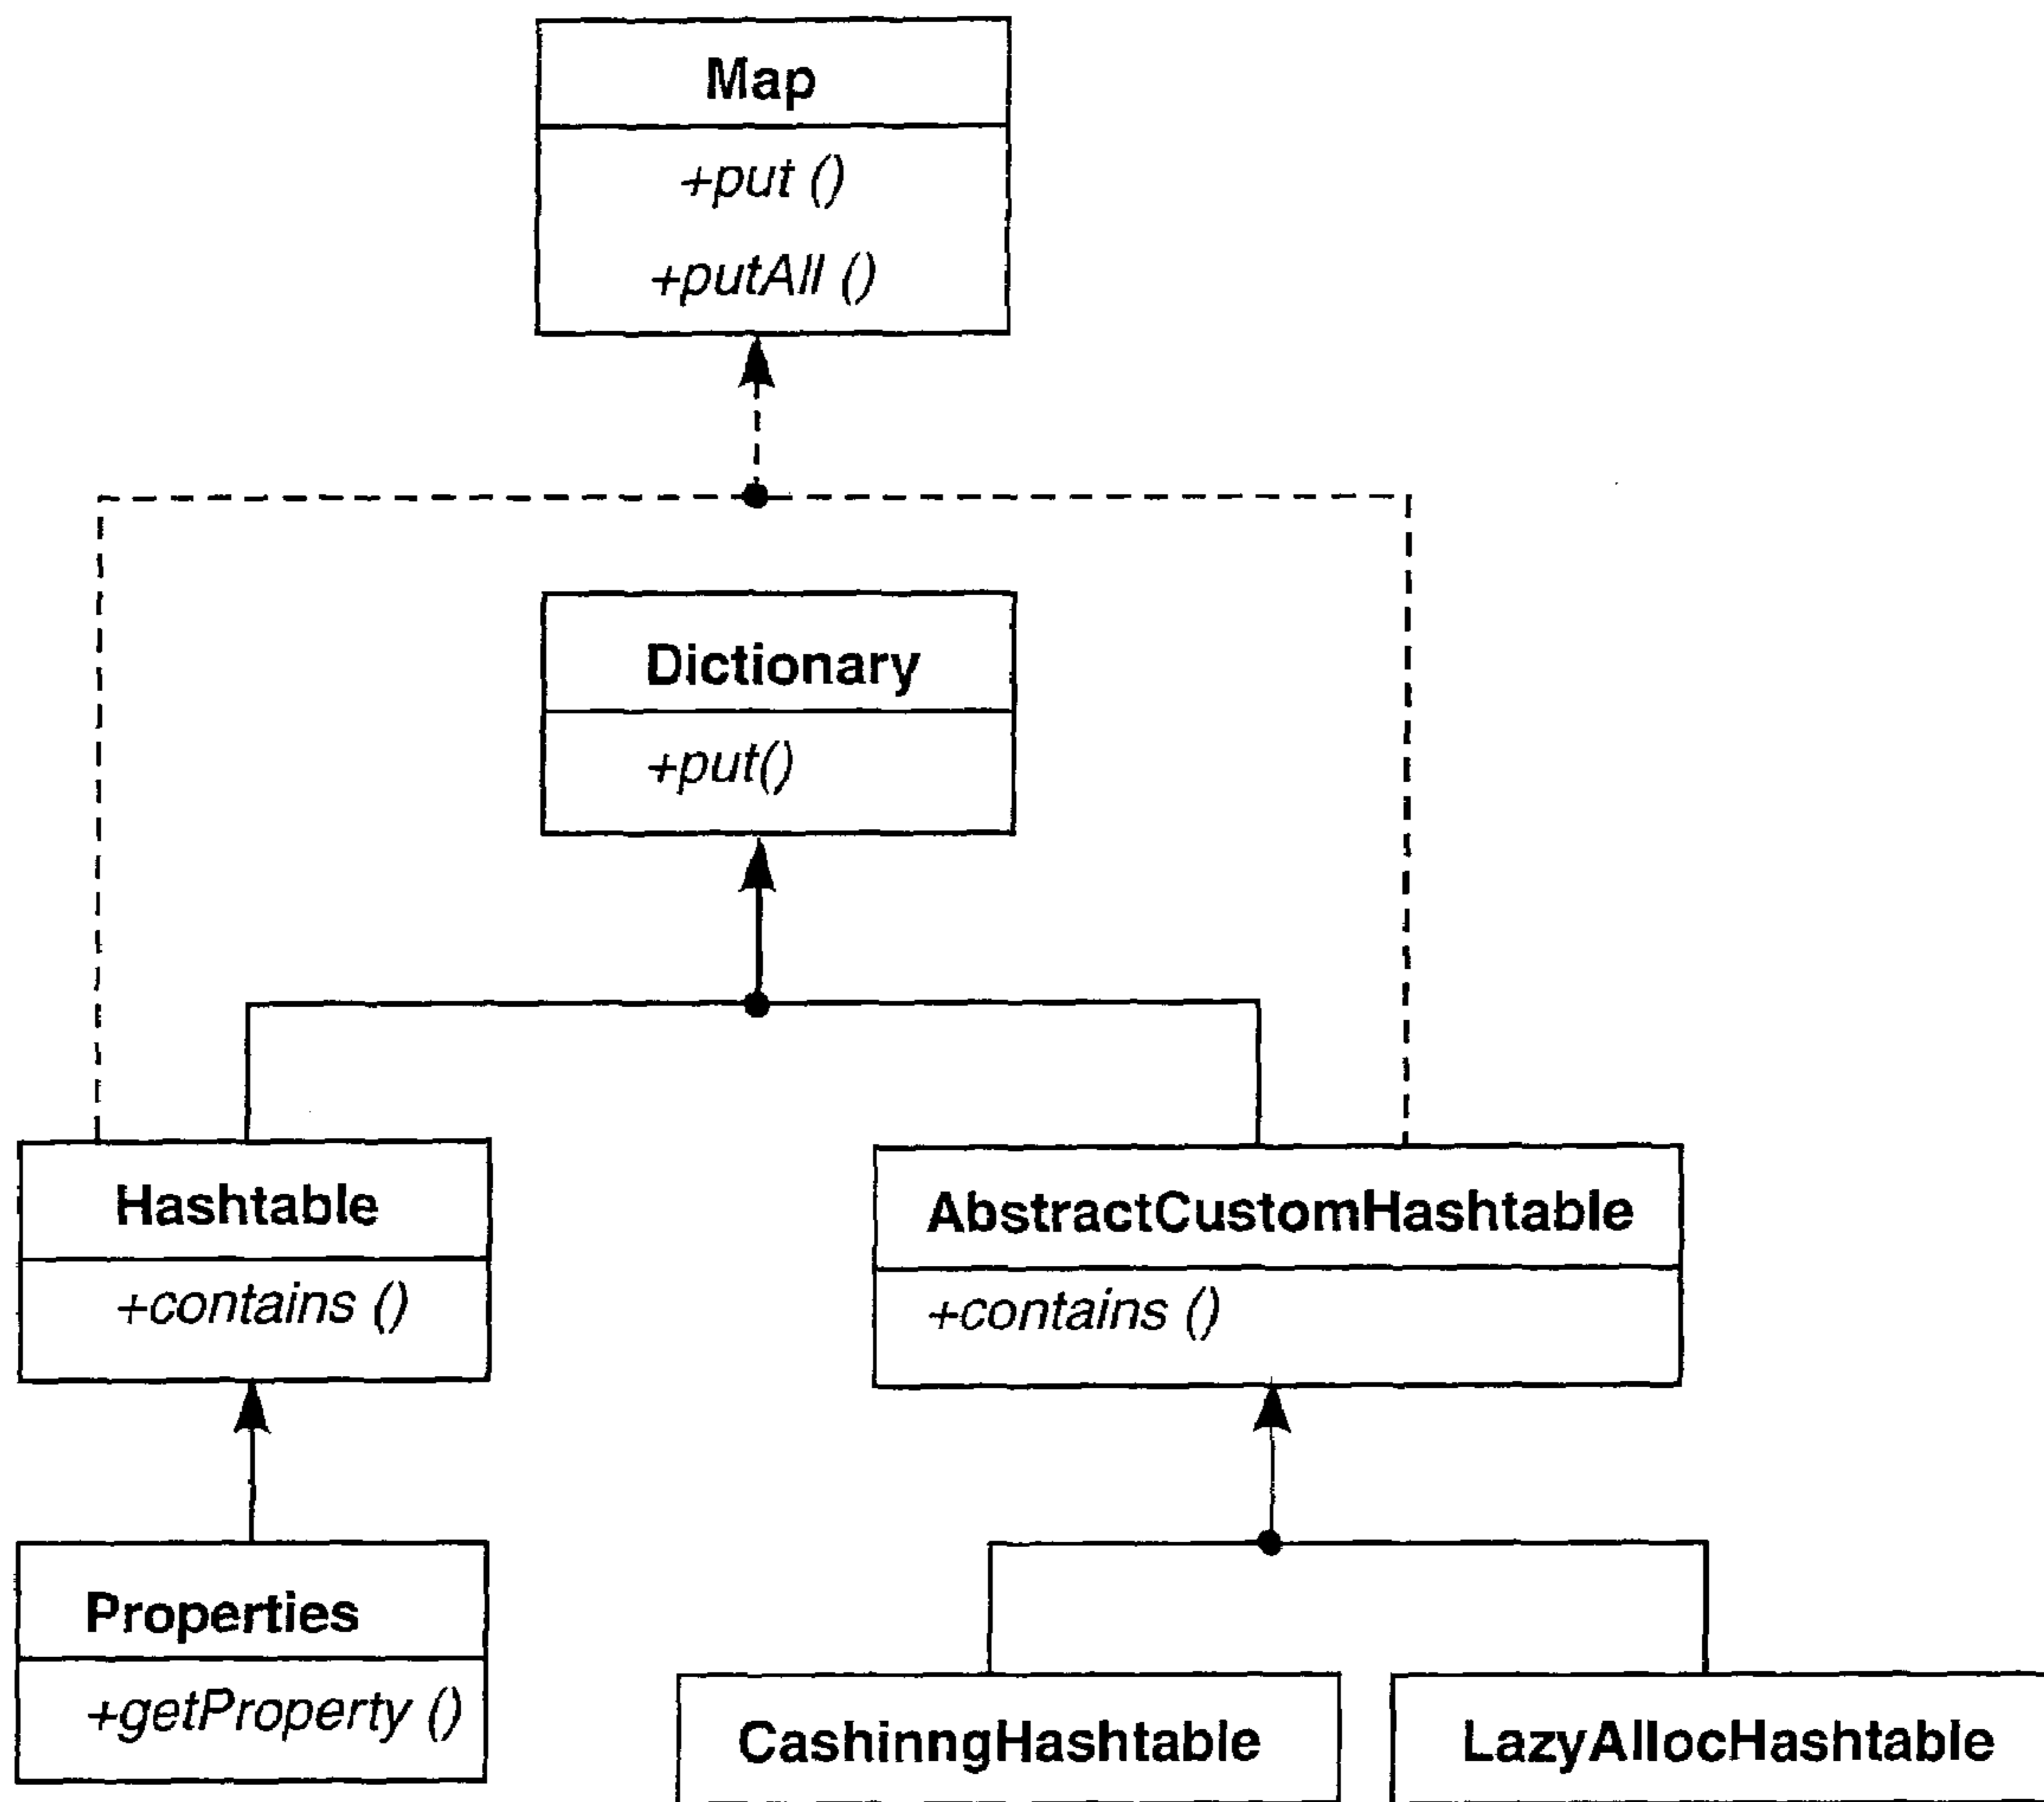 Map
+put ()
+putAll ()
Dictionary
+put()
Hashtable
+contains ()
AbstractCustomHashtable
+contains ()
Properties
+getProperty ()
CashinngHashtable
LazyAllocHashtable